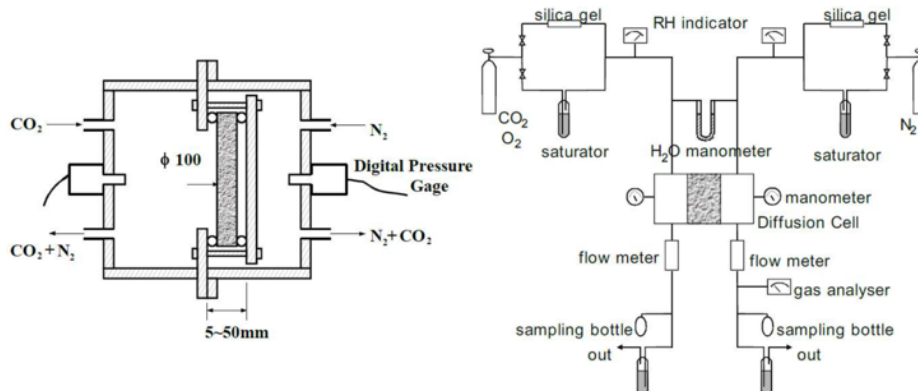 CO₂
N₂
ϕ 100
Digital Pressure
Gage
CO₂ + N₂
N₂+CO₂
5~50mm
silica gel
RH indicator
silica gel
CO₂
O₂
saturator
H₂O manometer
saturator
N₂
manometer
Diffusion Cell
flow meter
flow meter
gas analyser
sampling bottle
sampling bottle
out
out